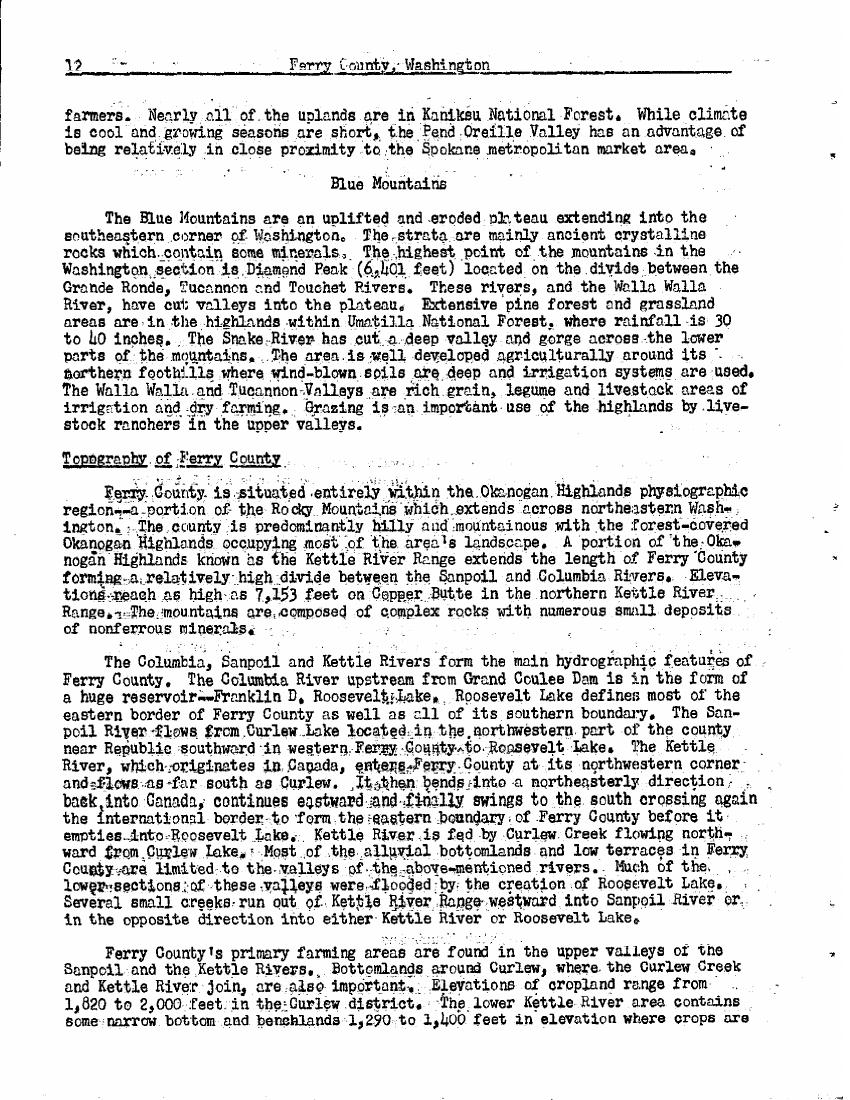 12 Ferry County, Washington
farmers. Nearly all of the uplands are in Kaniksu National Forest. While climate
is cool and growing seasons are short, the Pend Oreille Valley has an advantage of
being relatively in close proximity to the Spokane metropolitan market area.
Blue Mountains
The Blue Mountains are an uplifted and eroded plateau extending into the
southeastern corner of Washington. The strata are mainly ancient crystalline
rocks which contain some minerals. The highest point of the mountains in the
Washington section is Diamond Peak (6,401 feet) located on the divide between the
Grande Ronde, Tucannon and Touchet Rivers. These rivers, and the Walla Walla
River, have cut valleys into the plateau. Extensive pine forest and grassland
areas are in the highlands within Umatilla National Forest, where rainfall is 30
to 40 inches. The Snake River has cut a deep valley and gorge across the lower
parts of the mountains. The area is well developed agriculturally around its
northern foothills where wind-blown soils are deep and irrigation systems are used.
The Walla Walla and Tucannon Valleys are rich grain, legume and livestock areas of
irrigation and dry farming. Grazing is an important use of the highlands by live-
stock ranchers in the upper valleys.
Topography of Ferry County
Ferry County is situated entirely within the Okanogan Highlands physiographic
region--a portion of the Rocky Mountains which extends across northeastern Wash-
ington. The county is predominantly hilly and mountainous with the forest-covered
Okanogan Highlands occupying most of the area's landscape. A portion of the Oka-
nogan Highlands known as the Kettle River Range extends the length of Ferry County
forming a relatively high divide between the Sanpoil and Columbia Rivers. Eleva-
tions reach as high as 7,153 feet on Copper Butte in the northern Kettle River
Range. The mountains are composed of complex rocks with numerous small deposits
of nonferrous minerals.
The Columbia, Sanpoil and Kettle Rivers form the main hydrographic features of
Ferry County. The Columbia River upstream from Grand Coulee Dam is in the form of
a huge reservoir--Franklin D. Roosevelt Lake. Roosevelt Lake defines most of the
eastern border of Ferry County as well as all of its southern boundary. The San-
poil River flows from Curlew Lake located in the northwestern part of the county
near Republic southward in western Ferry County to Roosevelt Lake. The Kettle
River, which originates in Canada, enters Ferry County at its northwestern corner
and flows as far south as Curlew. It then bends into a northeasterly direction
back into Canada, continues eastward and finally swings to the south crossing again
the international border to form the eastern boundary of Ferry County before it
empties into Roosevelt Lake. Kettle River is fed by Curlew Creek flowing north-
ward from Curlew Lake. Most of the alluvial bottomlands and low terraces in Ferry
County are limited to the valleys of the above-mentioned rivers. Much of the
lower sections of these valleys were flooded by the creation of Roosevelt Lake.
Several small creeks run out of Kettle River Range westward into Sanpoil River or
in the opposite direction into either Kettle River or Roosevelt Lake.
Ferry County's primary farming areas are found in the upper valleys of the
Sanpoil and the Kettle Rivers. Bottomlands around Curlew, where the Curlew Creek
and Kettle River join, are also important. Elevations of cropland range from
1,820 to 2,000 feet in the Curlew district. The lower Kettle River area contains
some narrow bottom and benchlands 1,290 to 1,400 feet in elevation where crops are